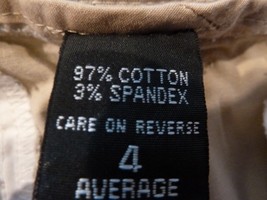 97% COTTON
3% SPANDEX
CARE ON REVERSE
4
AVERAGE